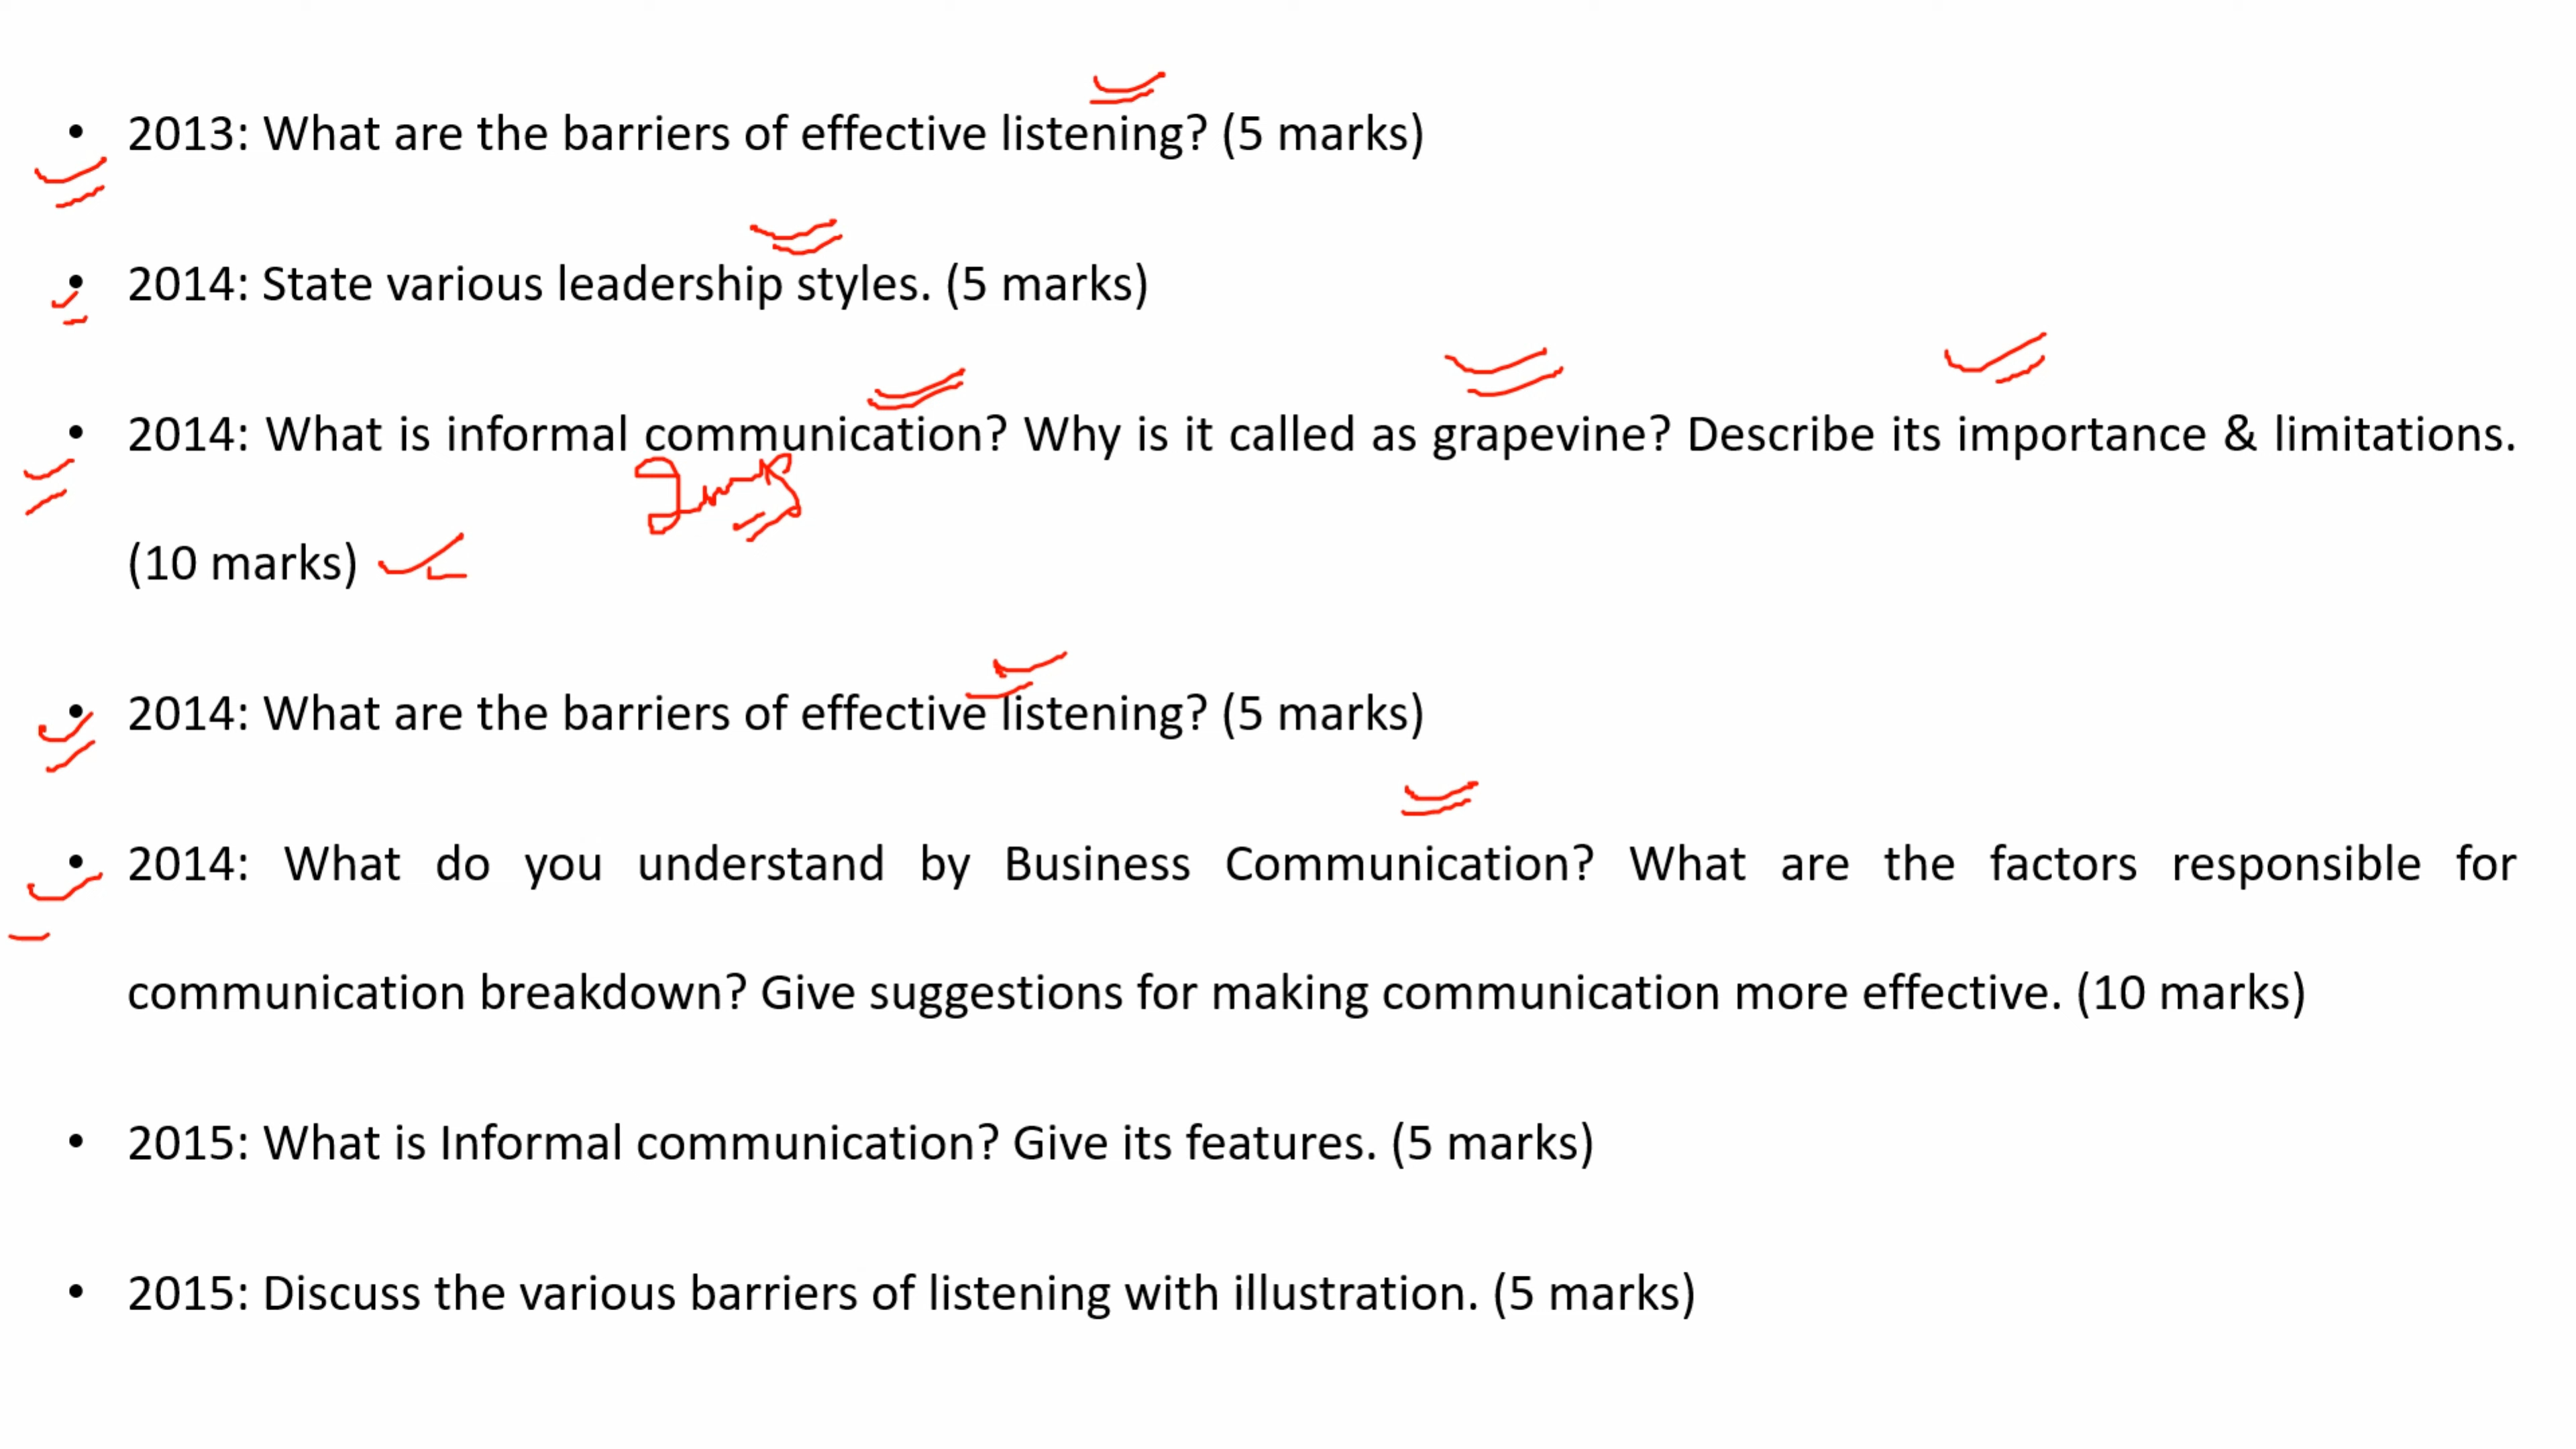 • 2013: What are the barriers of effective listening? (5 marks)
• 2014: State various leadership styles. (5 marks)
• 2014: What is informal communication? Why is it called as grapevine? Describe its importance & limitations.
(10 marks)
• 2014: What are the barriers of effective listening? (5 marks)
• 2014: What do you understand by Business Communication? What are the factors responsible for
communication breakdown? Give suggestions for making communication more effective. (10 marks)
• 2015: What is Informal communication? Give its features. (5 marks)
• 2015: Discuss the various barriers of listening with illustration. (5 marks)